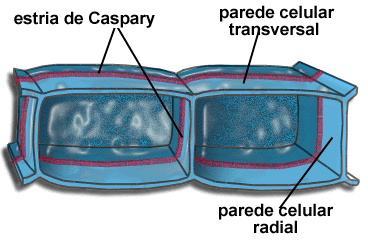 estria de Caspary
parede celular
transversal
parede celular
radial